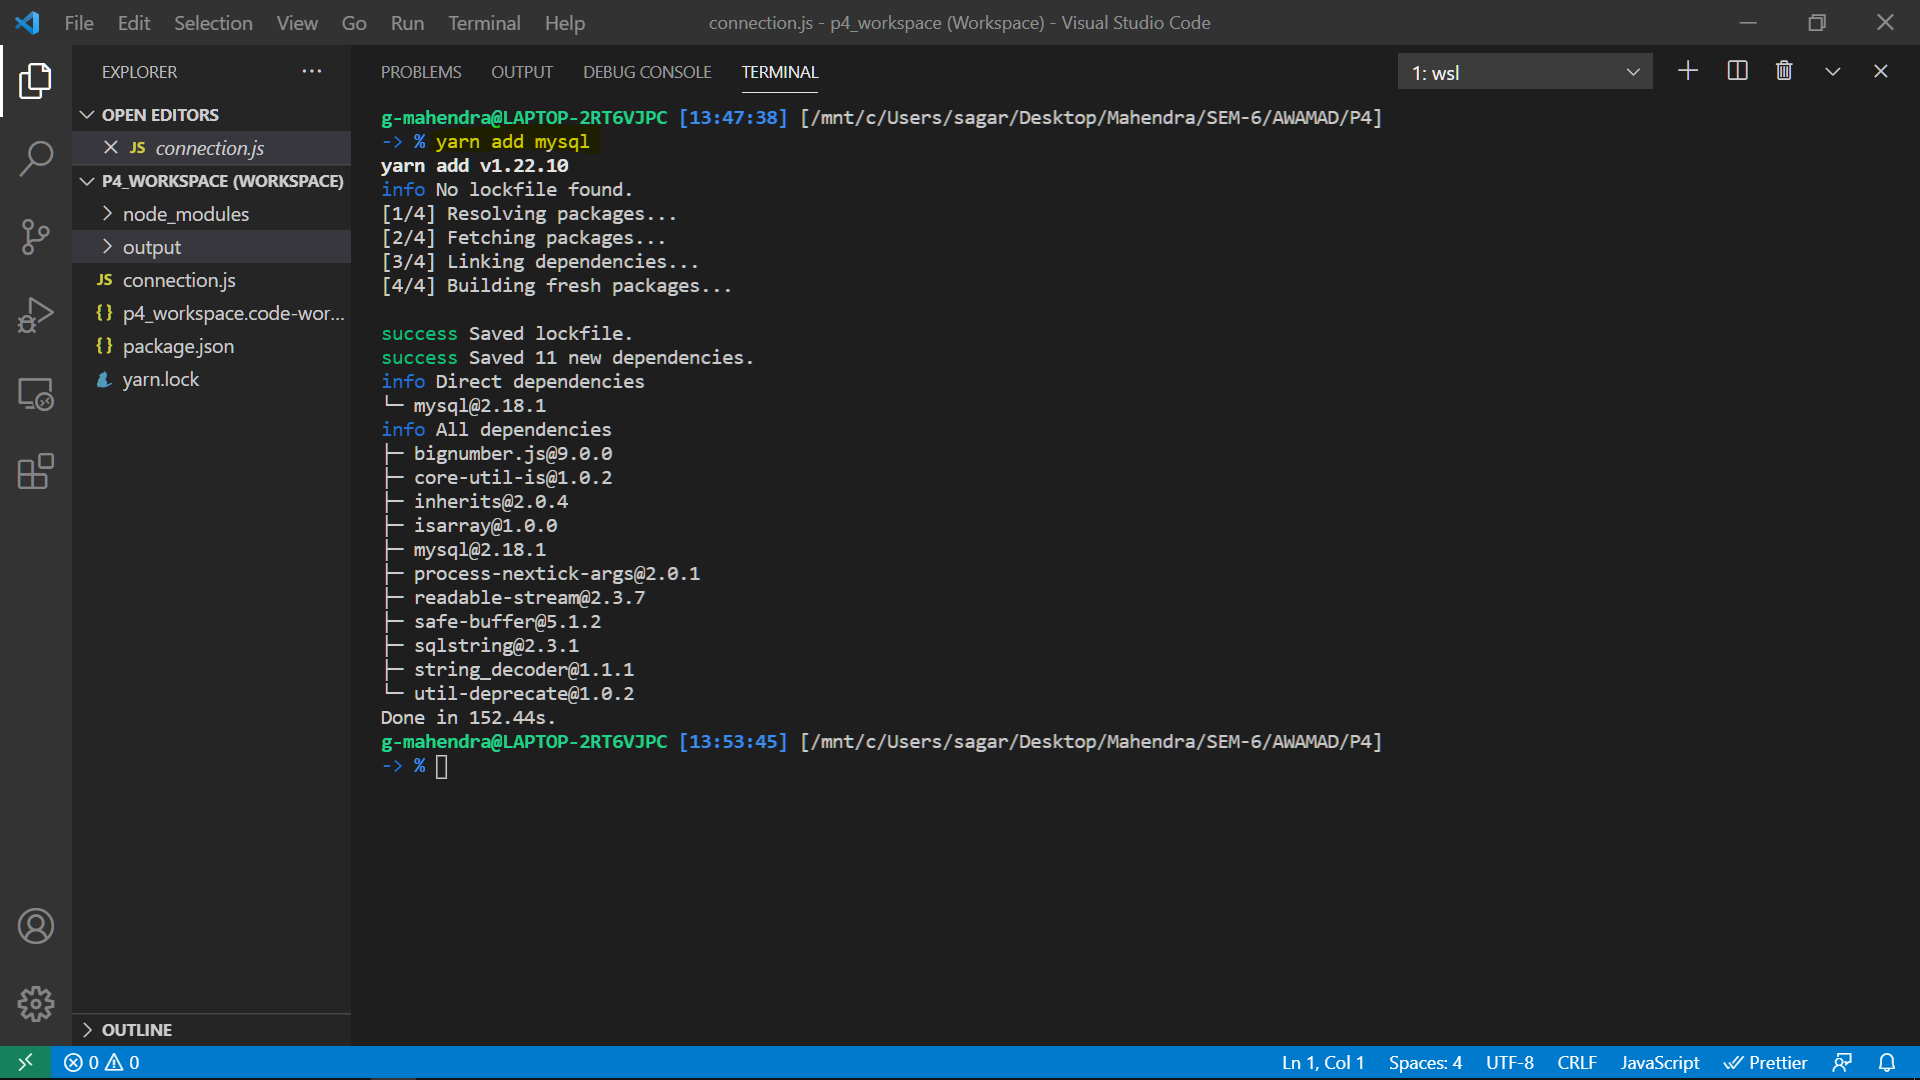 File Edit Selection View Go Run Terminal Help connection.js - p4_workspace (Workspace) - Visual Studio Code
EXPLORER ...
OPEN EDITORS
JS connection.js
P4_WORKSPACE (WORKSPACE)
node_modules
output
JS connection.js
{} p4_workspace.code-wor...
{} package.json
yarn.lock
OUTLINE
PROBLEMS OUTPUT DEBUG CONSOLE TERMINAL 1: wsl
g-mahendra@LAPTOP-2RT6VJPC [13:47:38] [/mnt/c/Users/sagar/Desktop/Mahendra/SEM-6/AWAMAD/P4]
-> % yarn add mysql
yarn add v1.22.10
info No lockfile found.
[1/4] Resolving packages...
[2/4] Fetching packages...
[3/4] Linking dependencies...
[4/4] Building fresh packages...
success Saved lockfile.
success Saved 11 new dependencies.
info Direct dependencies
└─ mysql@2.18.1
info All dependencies
├─ bignumber.js@9.0.0
├─ core-util-is@1.0.2
├─ inherits@2.0.4
├─ isarray@1.0.0
├─ mysql@2.18.1
├─ process-nextick-args@2.0.1
├─ readable-stream@2.3.7
├─ safe-buffer@5.1.2
├─ sqlstring@2.3.1
├─ string_decoder@1.1.1
└─ util-deprecate@1.0.2
Done in 152.44s.
g-mahendra@LAPTOP-2RT6VJPC [13:53:45] [/mnt/c/Users/sagar/Desktop/Mahendra/SEM-6/AWAMAD/P4]
-> %
0 0 Ln 1, Col 1 Spaces: 4 UTF-8 CRLF JavaScript Prettier